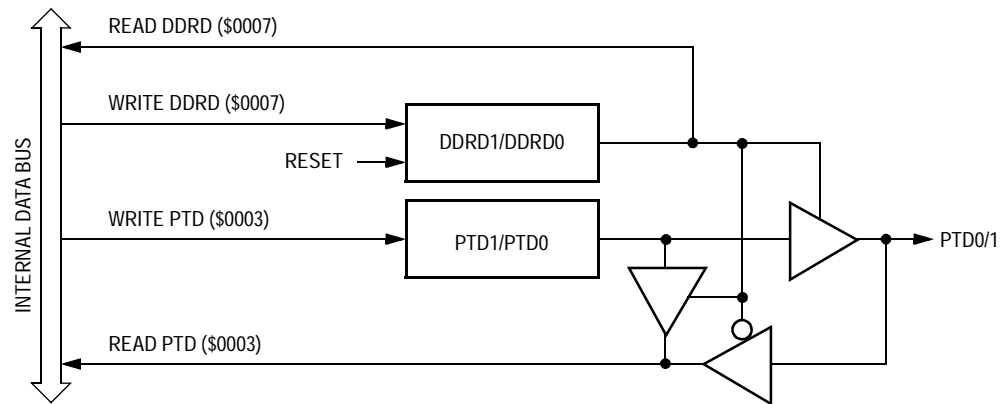 READ DDRD ($0007)
WRITE DDRD ($0007)
DDRD1/DDRD0
RESET
WRITE PTD ($0003)
PTD1/PTD0
PTD0/1
READ PTD ($0003)
INTERNAL DATA BUS